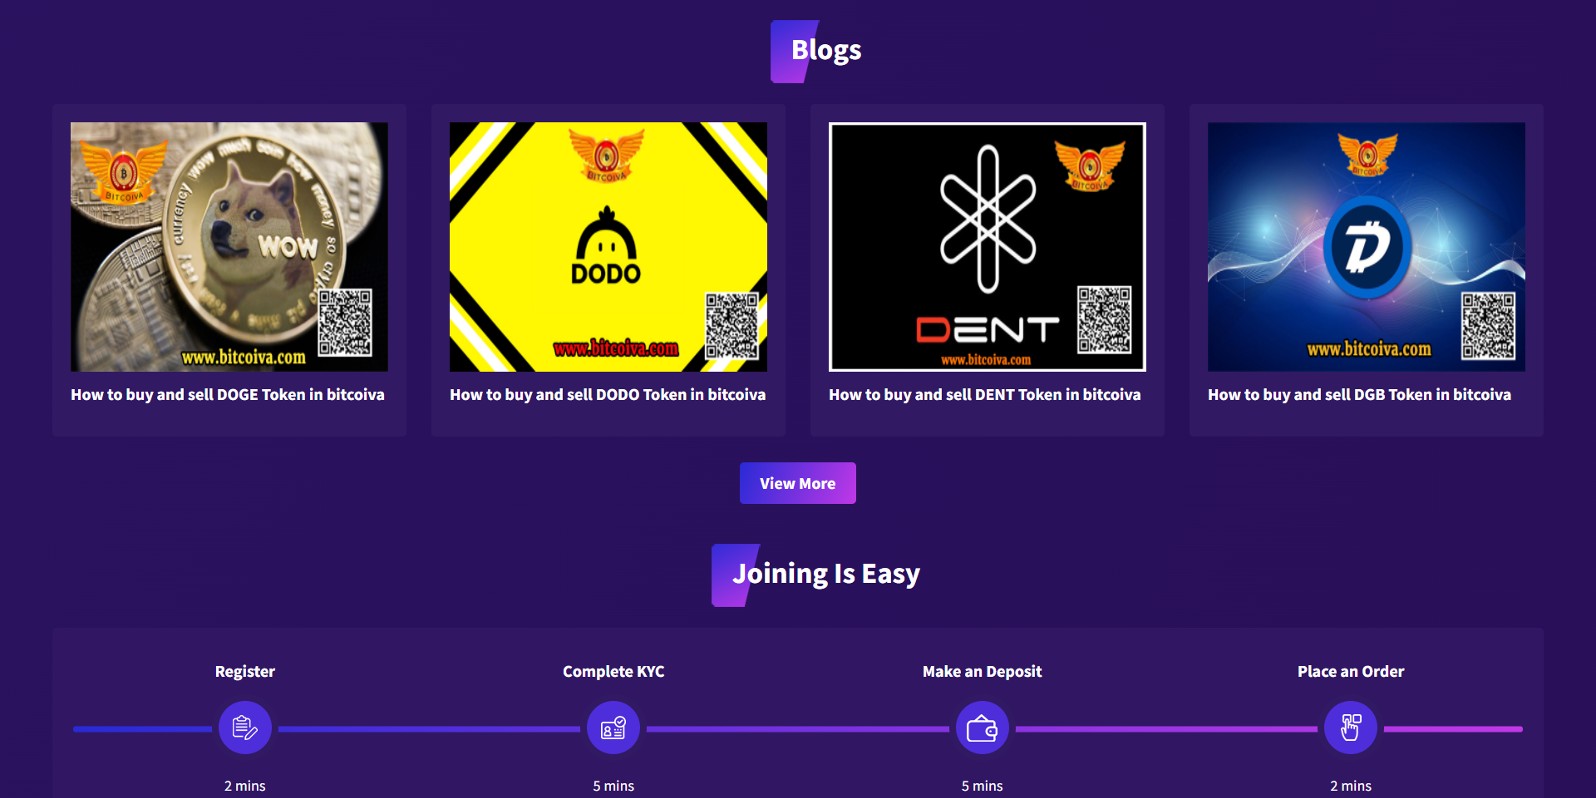 Blogs
BITCOIVA
much coin how money so crypto
currency wow
WOW
www.bitcoiva.com
How to buy and sell DOGE Token in bitcoiva
BITCOIVA
DODO
www.bitcoiva.com
How to buy and sell DODO Token in bitcoiva
BITCOIVA
DENT
www.bitcoiva.com
How to buy and sell DENT Token in bitcoiva
BITCOIVA
www.bitcoiva.com
How to buy and sell DGB Token in bitcoiva
View More
Joining Is Easy
Register
Complete KYC
Make an Deposit
Place an Order
2 mins
5 mins
5 mins
2 mins